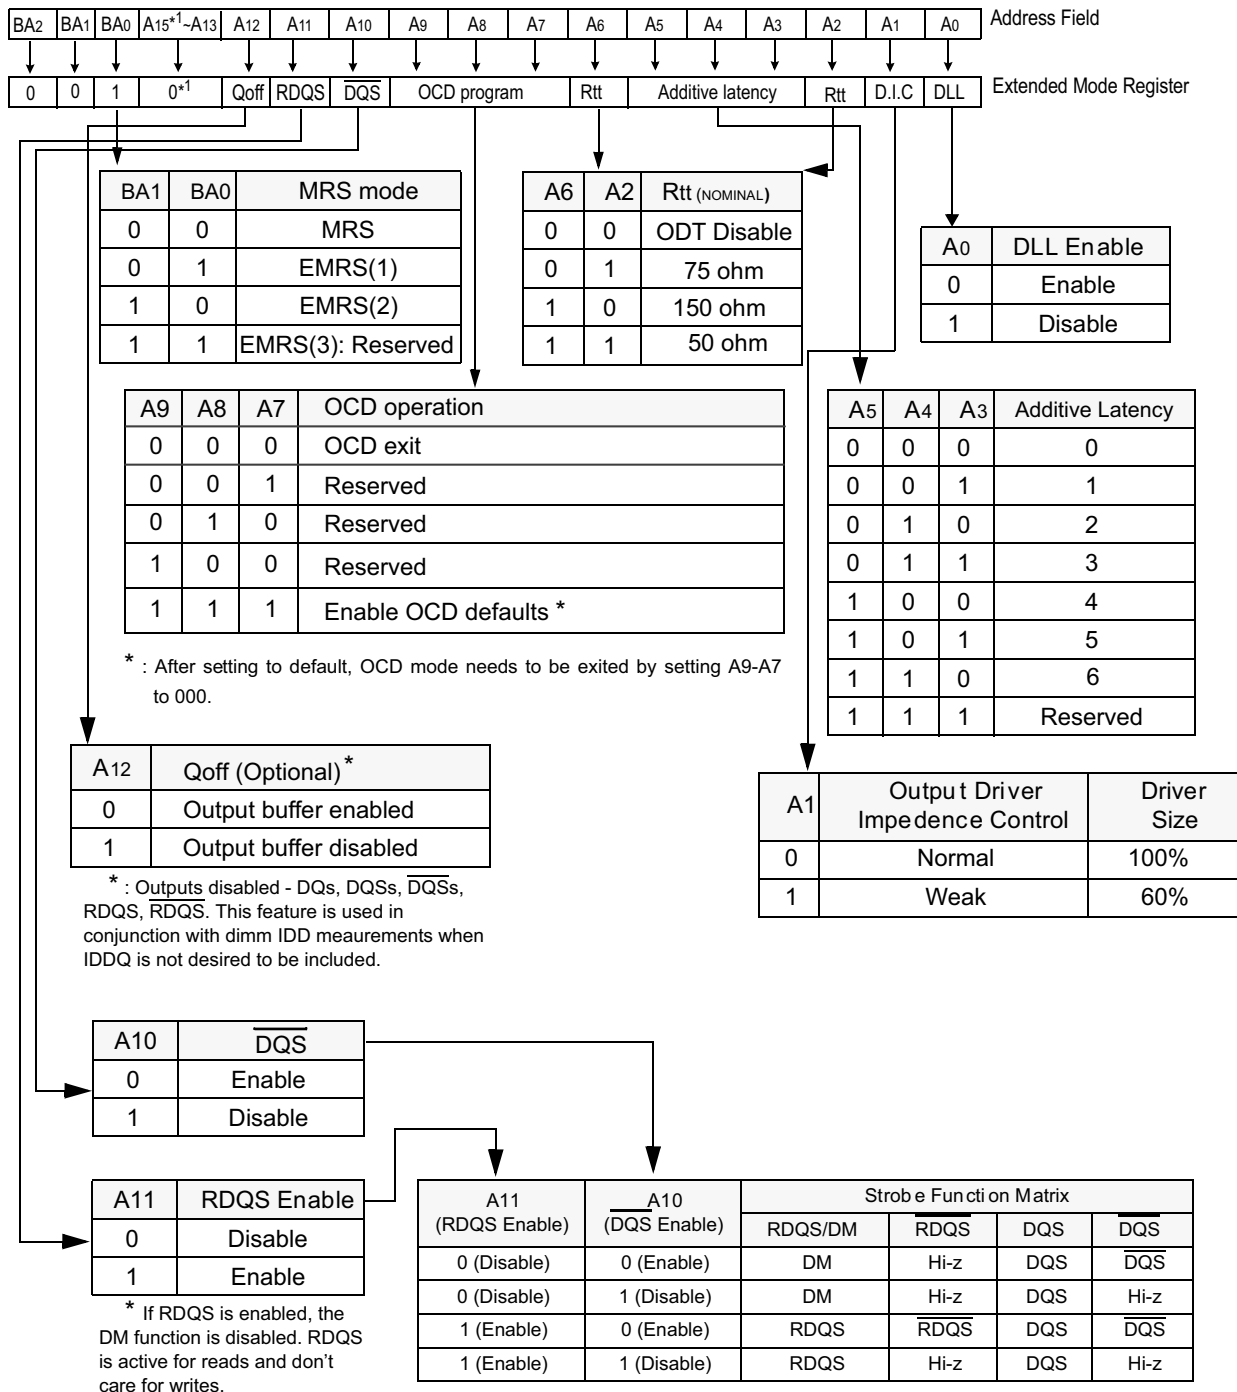 BA2 BA1 BA0 A15*1~A13 A12 A11 A10 A9 A8 A7 A6 A5 A4 A3 A2 A1 A0 Address Field
0 0 1 0*1 Qoff RDQS DQS OCD program Rtt Additive latency Rtt D.I.C DLL Extended Mode Register
BA1 BA0 MRS mode
0 0 MRS
0 1 EMRS(1)
1 0 EMRS(2)
1 1 EMRS(3): Reserved
A6 A2 Rtt (NOMINAL)
0 0 ODT Disable
0 1 75 ohm
1 0 150 ohm
1 1 50 ohm
A0 DLL Enable
0 Enable
1 Disable
A9 A8 A7 OCD operation
0 0 0 OCD exit
0 0 1 Reserved
0 1 0 Reserved
1 0 0 Reserved
1 1 1 Enable OCD defaults *
* : After setting to default, OCD mode needs to be exited by setting A9-A7
to 000.
A5 A4 A3 Additive Latency
0 0 0 0
0 0 1 1
0 1 0 2
0 1 1 3
1 0 0 4
1 0 1 5
1 1 0 6
1 1 1 Reserved
A12 Qoff (Optional)*
0 Output buffer enabled
1 Output buffer disabled
* : Outputs disabled - DQs, DQSs, DQSs,
RDQS, RDQS. This feature is used in
conjunction with dimm IDD meaurements when
IDDQ is not desired to be included.
A1 Output Driver Impedence Control Driver Size
0 Normal 100%
1 Weak 60%
A10 DQS
0 Enable
1 Disable
A11 RDQS Enable
0 Disable
1 Enable
* If RDQS is enabled, the
DM function is disabled. RDQS
is active for reads and don't
care for writes.
A11 (RDQS Enable) A10 (DQS Enable) Strobe Function Matrix
RDQS/DM RDQS DQS DQS
0 (Disable) 0 (Enable) DM Hi-z DQS DQS
0 (Disable) 1 (Disable) DM Hi-z DQS Hi-z
1 (Enable) 0 (Enable) RDQS RDQS DQS DQS
1 (Enable) 1 (Disable) RDQS Hi-z DQS Hi-z